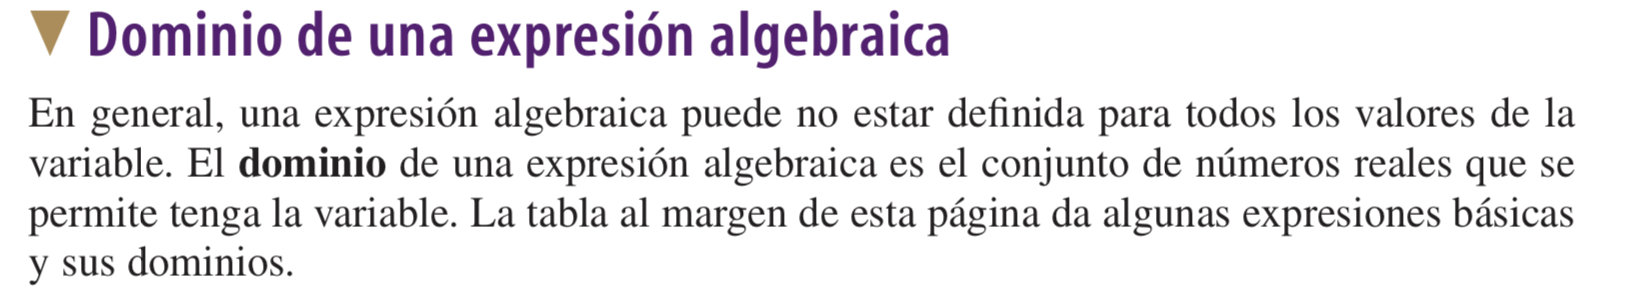 Dominio de una expresión algebraica
En general, una expresión algebraica puede no estar definida para todos los valores de la
variable. El dominio de una expresión algebraica es el conjunto de números reales que se
permite tenga la variable. La tabla al margen de esta página da algunas expresiones básicas
y sus dominios.